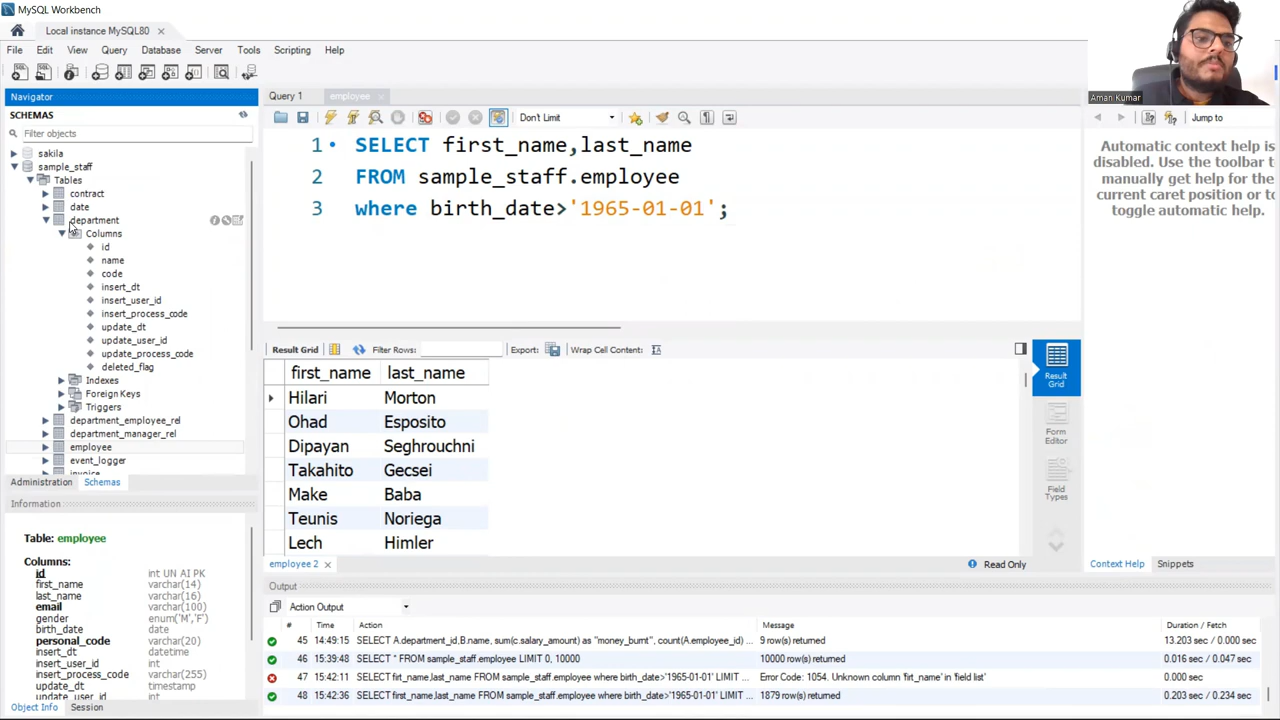 MySQL Workbench
Local instance MySQL80
File Edit View Query Database Server Tools Scripting Help
Aman Kumar
Navigator
SCHEMAS
Filter objects
sakila
sample_staff
Tables
contract
date
department
Columns
id
name
code
insert_dt
insert_user_id
insert_process_code
update_dt
update_user_id
update_process_code
deleted_flag
Indexes
Foreign Keys
Triggers
department_employee_rel
department_manager_rel
employee
event_logger
invoice
Administration Schemas
Information
Table: employee
Columns:
id int UN AI PK
first_name varchar(14)
last_name varchar(16)
email varchar(100)
gender enum('M','F')
birth_date date
personal_code varchar(20)
insert_dt datetime
insert_user_id int
insert_process_code varchar(255)
update_dt timestamp
update_user_id int
Object Info Session
Query 1 employee
Don't Limit
1 SELECT first_name,last_name
2 FROM sample_staff.employee
3 where birth_date>'1965-01-01';
Result Grid Filter Rows: Export: Wrap Cell Content:
first_name last_name
Hilari Morton
Ohad Esposito
Dipayan Seghrouchni
Takahito Gecsei
Make Baba
Teunis Noriega
Lech Himler
Result Grid
Form Editor
Field Types
employee 2 Read Only
Jump to
Automatic context help is
disabled. Use the toolbar to
manually get help for the
current caret position or to
toggle automatic help.
Context Help Snippets
Output
Action Output
# Time Action Message Duration / Fetch
45 14:49:15 SELECT A.department_id,B.name, sum(c.salary_amount) as "money_burnt", count(A.employee_id) ... 9 row(s) returned 13.203 sec / 0.000 sec
46 15:39:48 SELECT * FROM sample_staff.employee LIMIT 0, 10000 10000 row(s) returned 0.016 sec / 0.047 sec
47 15:42:11 SELECT firt_name,last_name FROM sample_staff.employee where birth_date>'1965-01-01' LIMIT ... Error Code: 1054. Unknown column 'firt_name' in 'field list' 0.000 sec
48 15:42:36 SELECT first_name,last_name FROM sample_staff.employee where birth_date>'1965-01-01' LIMIT ... 1879 row(s) returned 0.203 sec / 0.234 sec